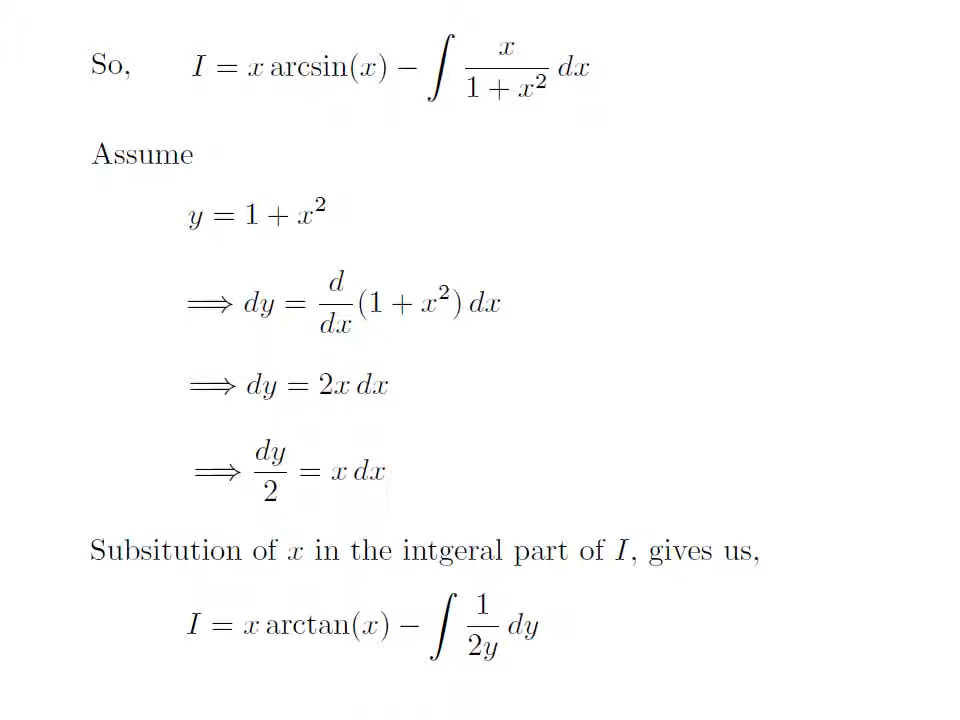 So, I = x arcsin(x) − ∫ x/(1 + x²) dx
Assume
y = 1 + x²
⟹ dy = d/dx (1 + x²) dx
⟹ dy = 2x dx
⟹ dy/2 = x dx
Subsitution of x in the intgeral part of I, gives us,
I = x arctan(x) − ∫ 1/(2y) dy